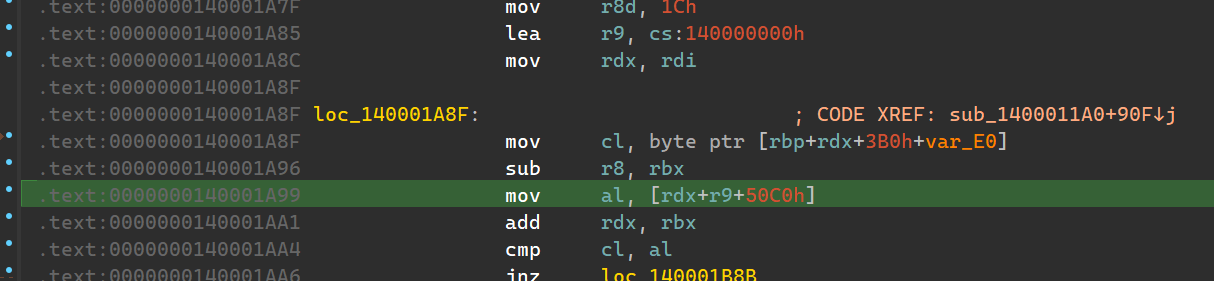 .text:0000000140001A7F mov r8d, 1Ch
.text:0000000140001A85 lea r9, cs:140000000h
.text:0000000140001A8C mov rdx, rdi
.text:0000000140001A8F
.text:0000000140001A8F loc_140001A8F: ; CODE XREF: sub_1400011A0+90F↓j
.text:0000000140001A8F mov cl, byte ptr [rbp+rdx+3B0h+var_E0]
.text:0000000140001A96 sub r8, rbx
.text:0000000140001A99 mov al, [rdx+r9+50C0h]
.text:0000000140001AA1 add rdx, rbx
.text:0000000140001AA4 cmp cl, al
.text:0000000140001AA6 jnz loc_140001B8B